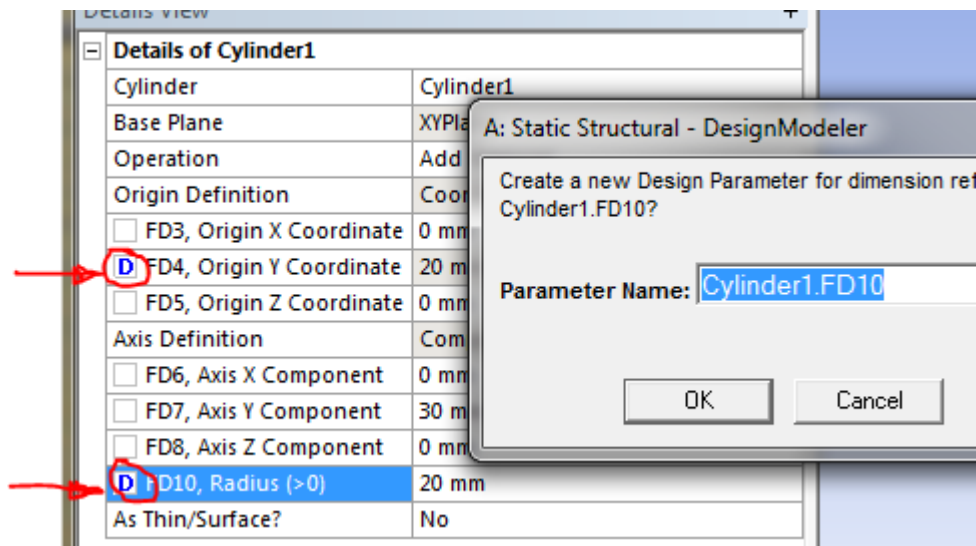 Details View
Details of Cylinder1
Cylinder Cylinder1
Base Plane XYPla
Operation Add
Origin Definition Coor
FD3, Origin X Coordinate 0 mm
D FD4, Origin Y Coordinate 20 m
FD5, Origin Z Coordinate 0 mm
Axis Definition Com
FD6, Axis X Component 0 mm
FD7, Axis Y Component 30 m
FD8, Axis Z Component 0 mm
D FD10, Radius (>0) 20 mm
As Thin/Surface? No
A: Static Structural - DesignModeler
Create a new Design Parameter for dimension ref
Cylinder1.FD10?
Parameter Name: Cylinder1.FD10
OK Cancel